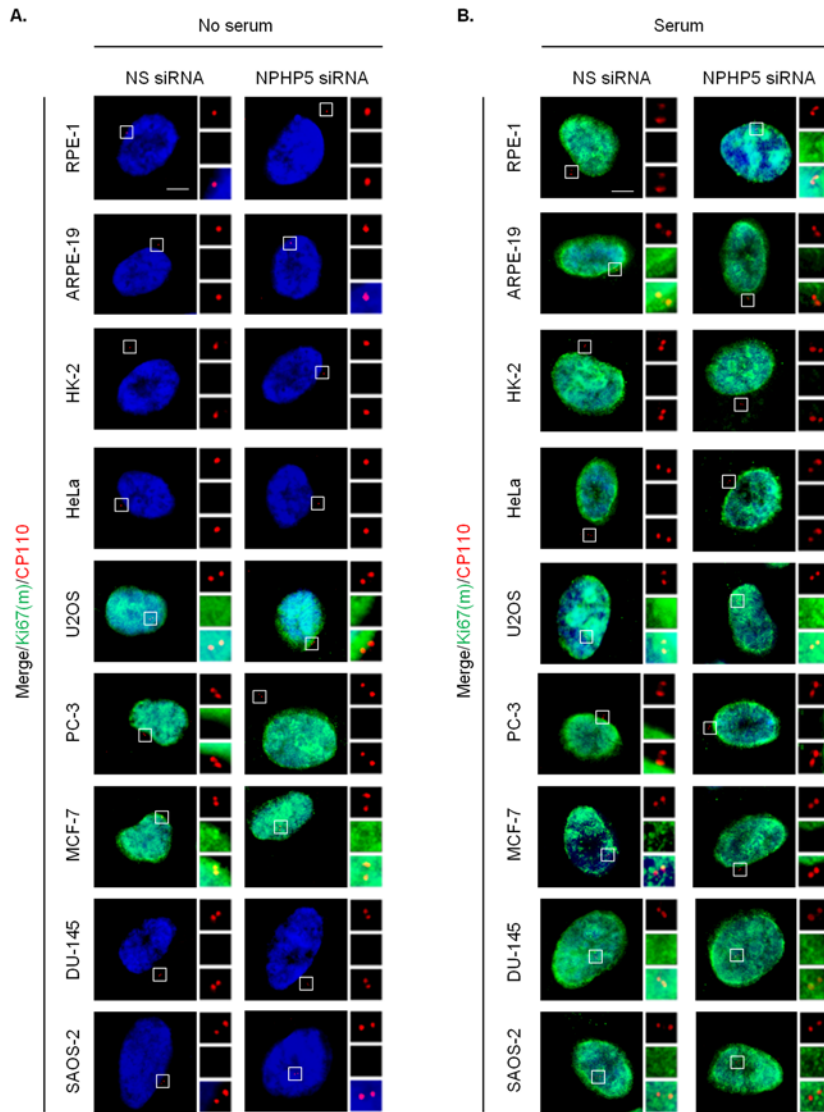 A.
No serum
NS siRNA
NPHP5 siRNA
Merge/Ki67(m)/CP110
RPE-1
ARPE-19
HK-2
HeLa
U2OS
PC-3
MCF-7
DU-145
SAOS-2
B.
Serum
NS siRNA
NPHP5 siRNA
Merge/Ki67(m)/CP110
RPE-1
ARPE-19
HK-2
HeLa
U2OS
PC-3
MCF-7
DU-145
SAOS-2